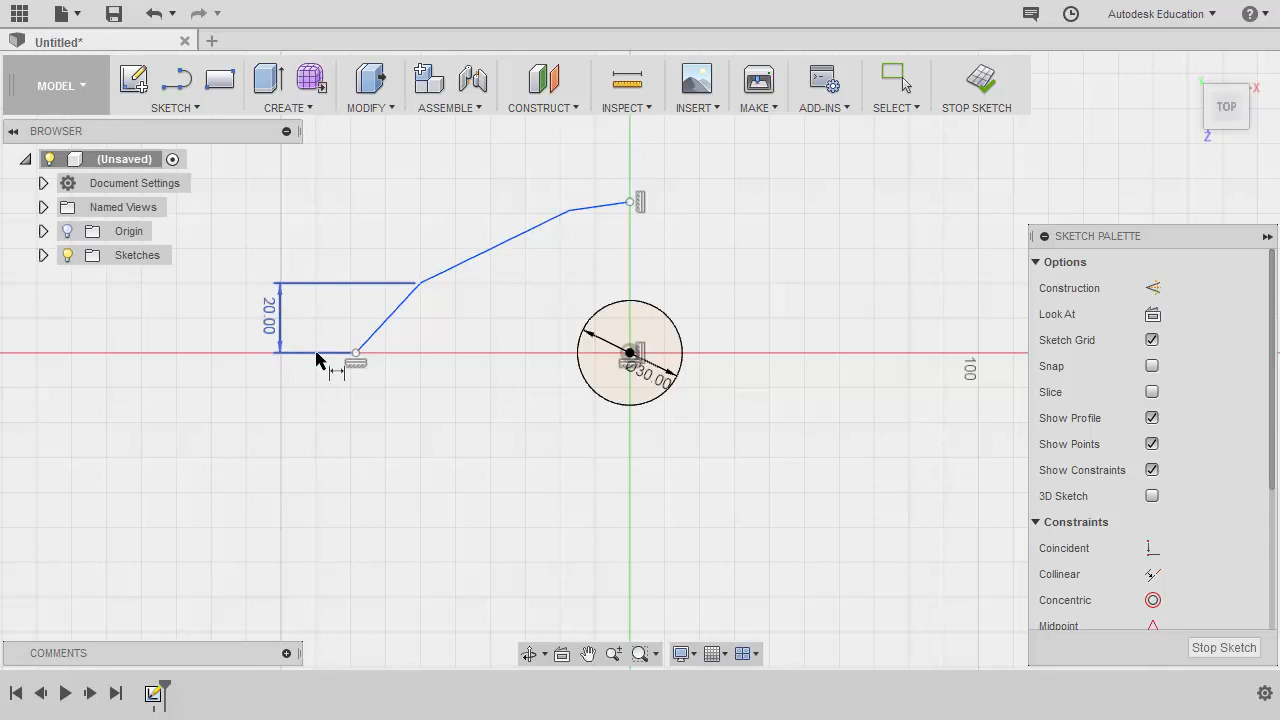 Autodesk Education
Untitled*
MODEL
SKETCH
CREATE
MODIFY
ASSEMBLE
CONSTRUCT
INSPECT
INSERT
MAKE
ADD-INS
SELECT
STOP SKETCH
TOP
X
Y
Z
BROWSER
(Unsaved)
Document Settings
Named Views
Origin
Sketches
20.00
Ø30.00
100
SKETCH PALETTE
Options
Construction
Look At
Sketch Grid
Snap
Slice
Show Profile
Show Points
Show Constraints
3D Sketch
Constraints
Coincident
Collinear
Concentric
Midpoint
Stop Sketch
COMMENTS